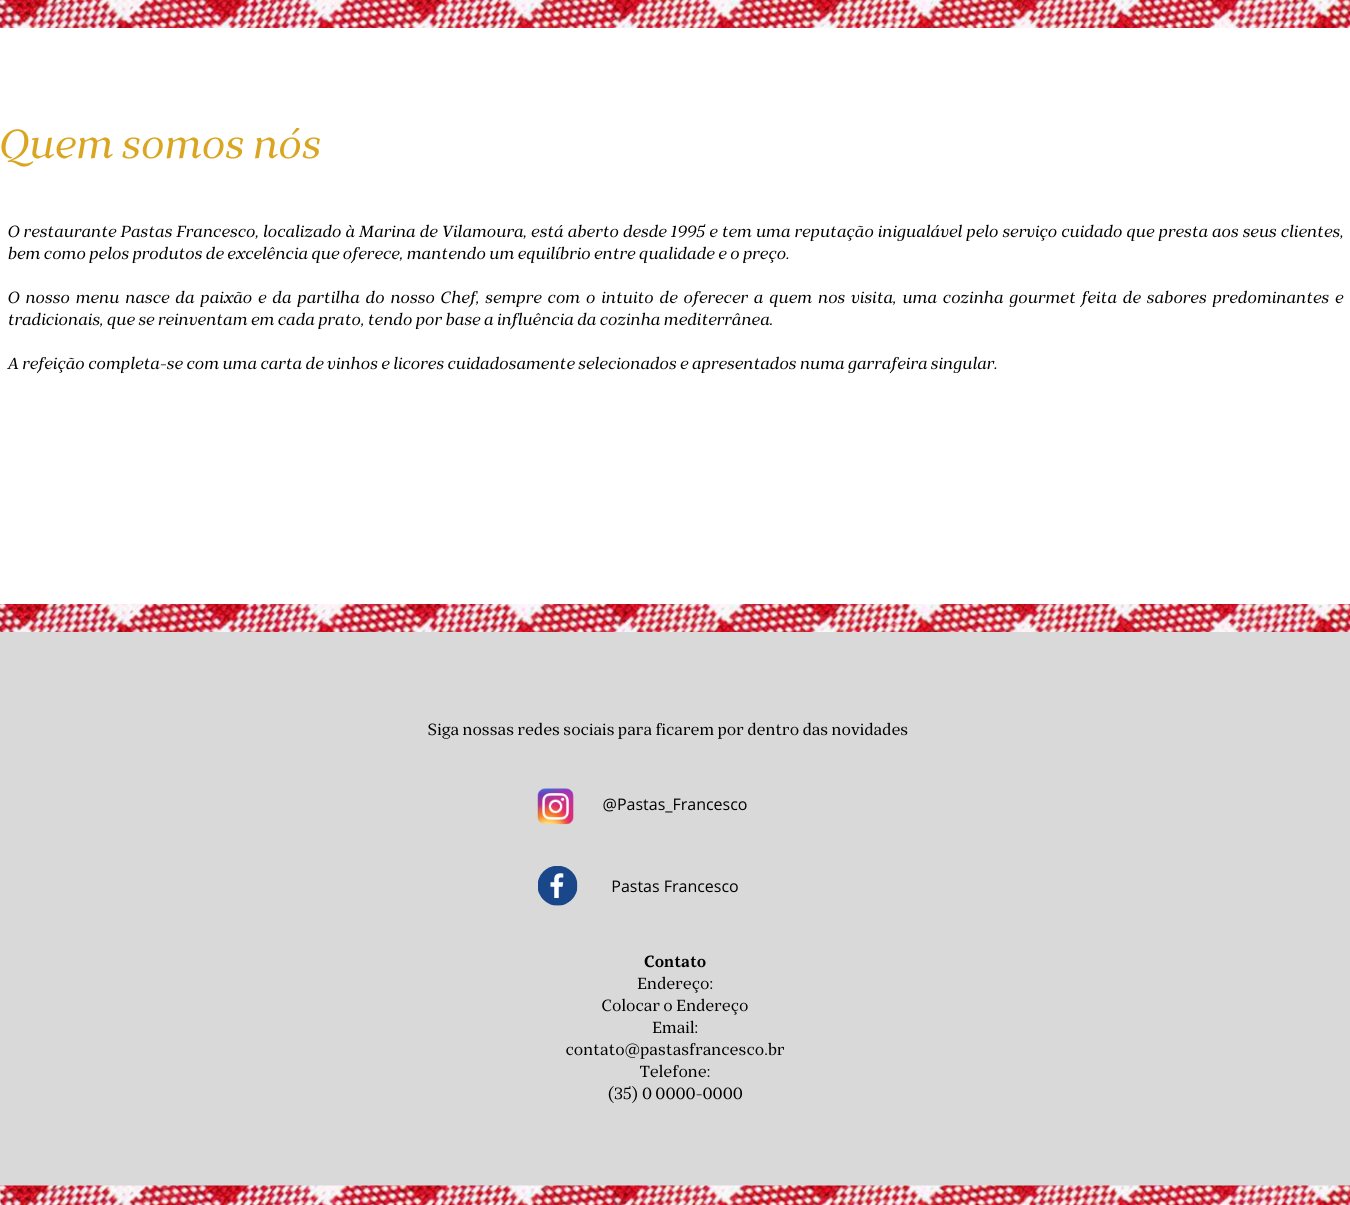 Quem somos nós
O restaurante Pastas Francesco, localizado à Marina de Vilamoura, está aberto desde 1995 e tem uma reputação inigualável pelo serviço cuidado que presta aos seus clientes,
bem como pelos produtos de excelência que oferece, mantendo um equilíbrio entre qualidade e o preço.
O nosso menu nasce da paixão e da partilha do nosso Chef, sempre com o intuito de oferecer a quem nos visita, uma cozinha gourmet feita de sabores predominantes e
tradicionais, que se reinventam em cada prato, tendo por base a influência da cozinha mediterrânea.
A refeição completa-se com uma carta de vinhos e licores cuidadosamente selecionados e apresentados numa garrafeira singular.
Siga nossas redes sociais para ficarem por dentro das novidades
@Pastas_Francesco
Pastas Francesco
Contato
Endereço:
Colocar o Endereço
Email:
contato@pastasfrancesco.br
Telefone:
(35) 0 0000-0000